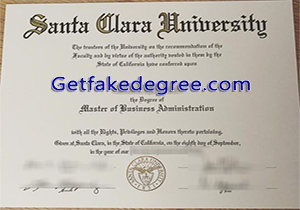 Santa Clara University
The trustees of the University on the recommendation of the
Faculty and by virtue of the authority vested in them by the
State of California have conferred upon
Getfakedegree.com
the Degree of
Master of Business Administration
with all the Rights, Privileges and Honors thereto pertaining.
Given at Santa Clara, in the State of California, on the eighth day of September,
in the year of our